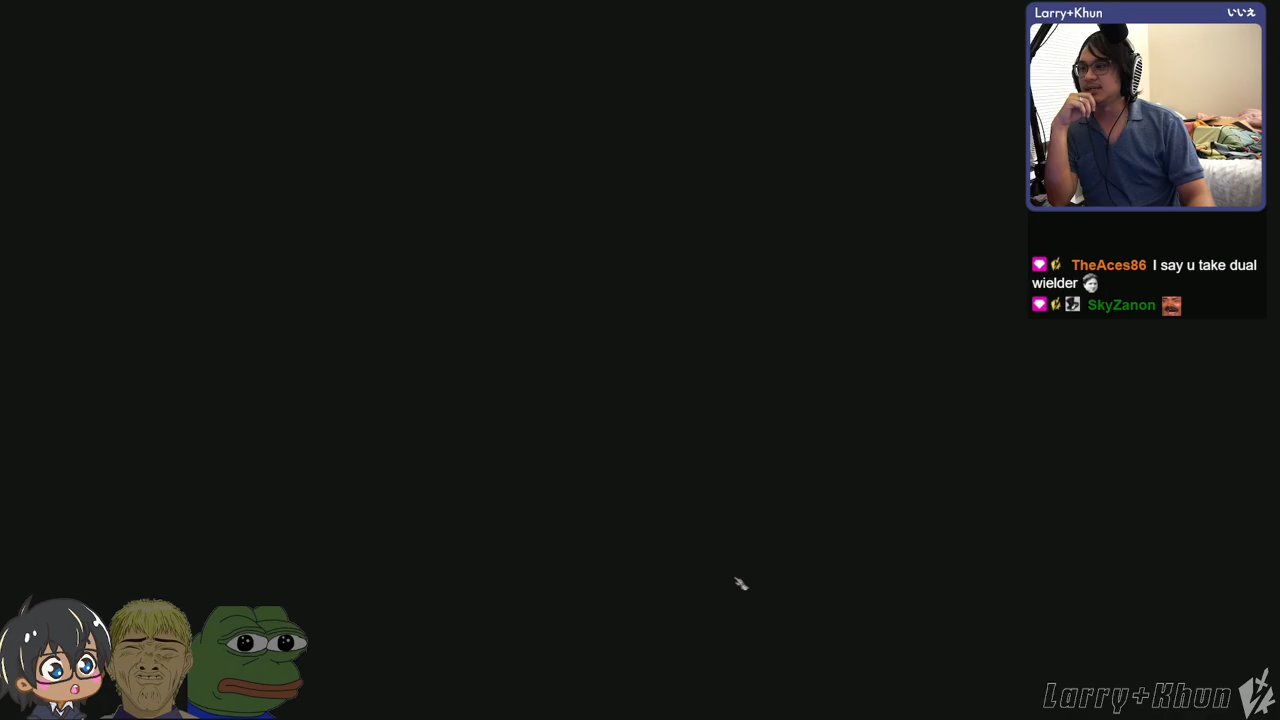 Larry+Khun いいえ
TheAces86 I say u take dual
wielder
SkyZanon
Larry+Khun